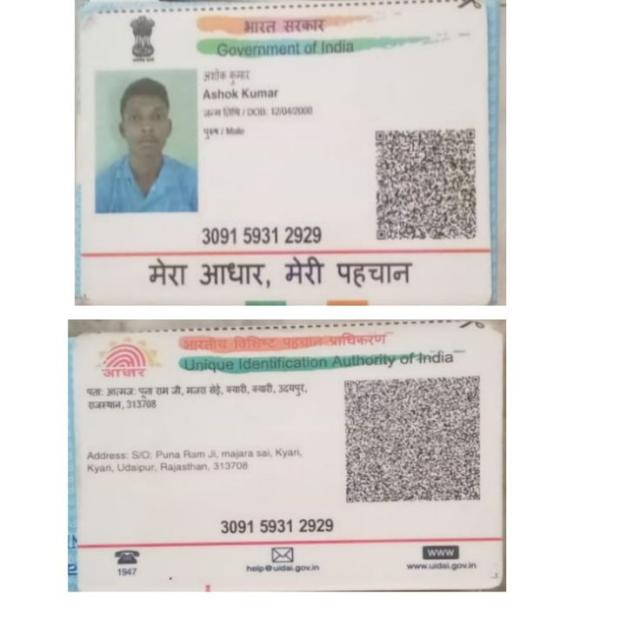 भारत सरकार
Government of India
अशोक कुमार
Ashok Kumar
जन्म तिथि / DOB: 12/04/2000
पुरुष / Male
3091 5931 2929
मेरा आधार, मेरी पहचान
भारतीय विशिष्ट पहचान प्राधिकरण
Unique Identification Authority of India
आधार
पता: आत्मज: पूना राम जी, मजरा क्यारी, क्यारी, उदयपुर,
राजस्थान, 313708
Address: S/O: Puna Ram Ji, majara sai, Kyari,
Kyari, Udaipur, Rajasthan, 313708
3091 5931 2929
1947
help@uidai.gov.in
www
www.uidai.gov.in